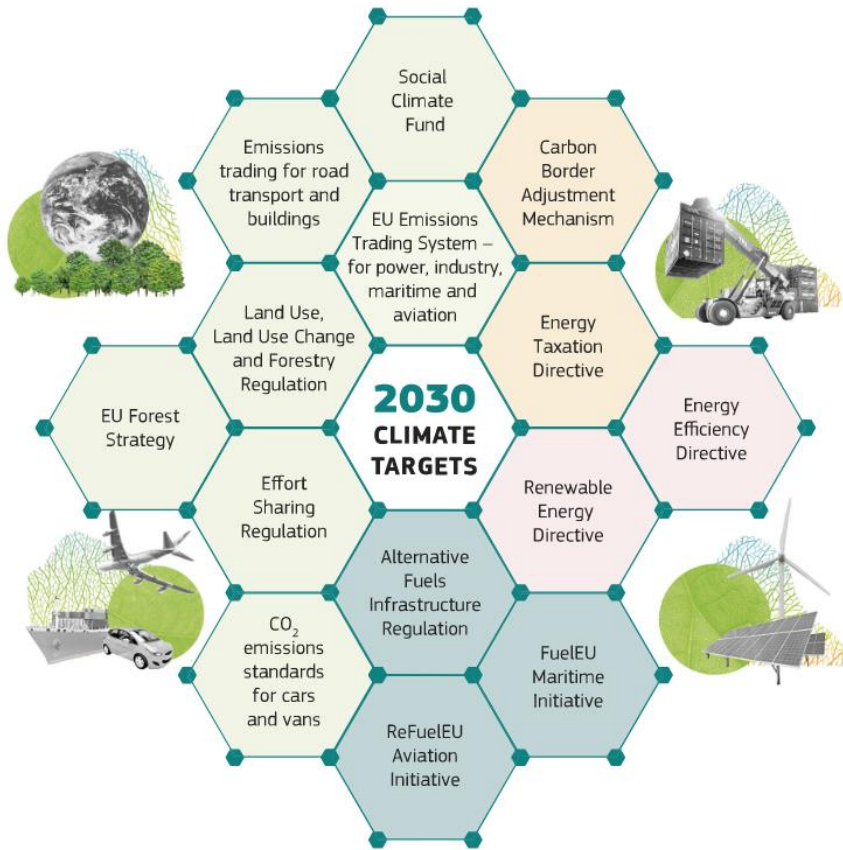 Social
Climate
Fund
Emissions
trading for road
transport and
buildings
Carbon
Border
Adjustment
Mechanism
EU Emissions
Trading System –
for power, industry,
maritime and
aviation
Land Use,
Land Use Change
and Forestry
Regulation
Energy
Taxation
Directive
EU Forest
Strategy
2030
CLIMATE
TARGETS
Energy
Efficiency
Directive
Effort
Sharing
Regulation
Renewable
Energy
Directive
Alternative
Fuels
Infrastructure
Regulation
CO₂
emissions
standards
for cars
and vans
FuelEU
Maritime
Initiative
ReFuelEU
Aviation
Initiative